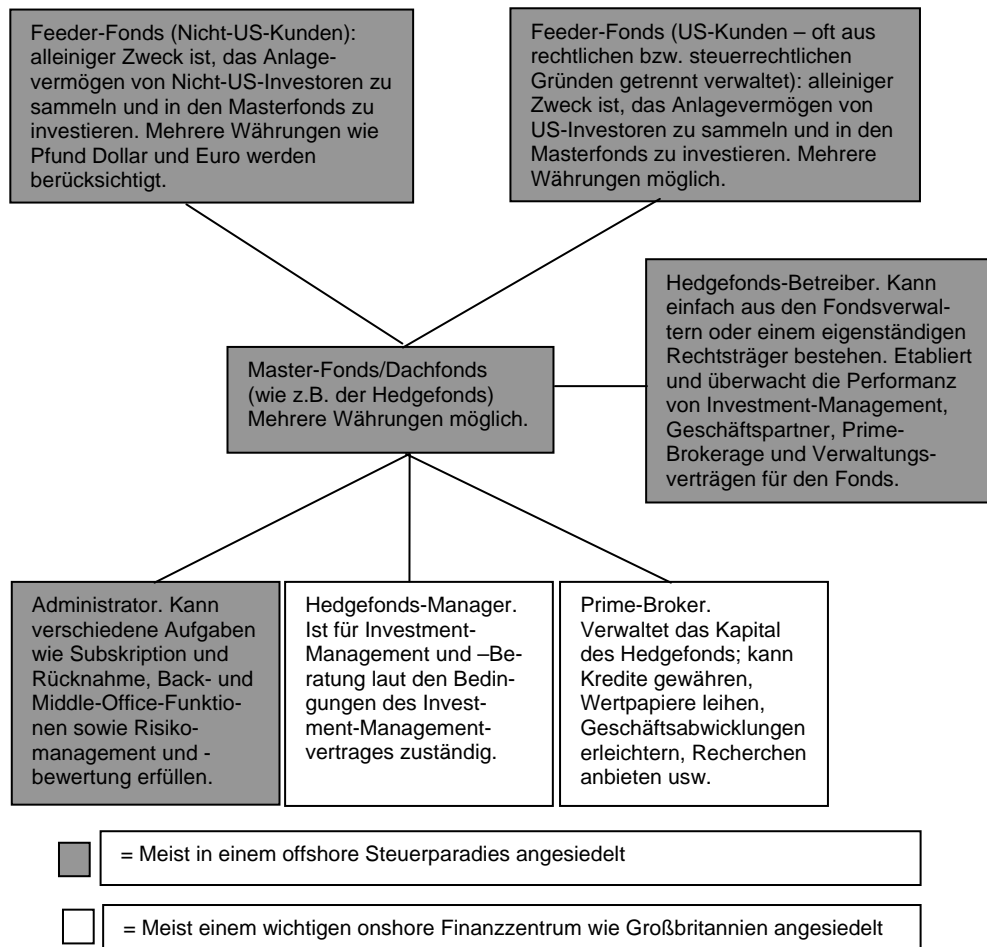 Feeder-Fonds (Nicht-US-Kunden):
alleiniger Zweck ist, das Anlage-
vermögen von Nicht-US-Investoren zu
sammeln und in den Masterfonds zu
investieren. Mehrere Währungen wie
Pfund Dollar und Euro werden
berücksichtigt.
Feeder-Fonds (US-Kunden – oft aus
rechtlichen bzw. steuerrechtlichen
Gründen getrennt verwaltet): alleiniger
Zweck ist, das Anlagevermögen von
US-Investoren zu sammeln und in den
Masterfonds zu investieren. Mehrere
Währungen möglich.
Hedgefonds-Betreiber. Kann
einfach aus den Fondsverwal-
tern oder einem eigenständigen
Rechtsträger bestehen. Etabliert
und überwacht die Performanz
von Investment-Management,
Geschäftspartner, Prime-
Brokerage und Verwaltungs-
verträgen für den Fonds.
Master-Fonds/Dachfonds
(wie z.B. der Hedgefonds)
Mehrere Währungen möglich.
Administrator. Kann
verschiedene Aufgaben
wie Subskription und
Rücknahme, Back- und
Middle-Office-Funktio-
nen sowie Risiko-
management und -
bewertung erfüllen.
Hedgefonds-Manager.
Ist für Investment-
Management und –Be-
ratung laut den Bedin-
gungen des Invest-
ment-Management-
vertrages zuständig.
Prime-Broker.
Verwaltet das Kapital
des Hedgefonds; kann
Kredite gewähren,
Wertpapiere leihen,
Geschäftsabwicklungen
erleichtern, Recherchen
anbieten usw.
= Meist in einem offshore Steuerparadies angesiedelt
= Meist einem wichtigen onshore Finanzzentrum wie Großbritannien angesiedelt